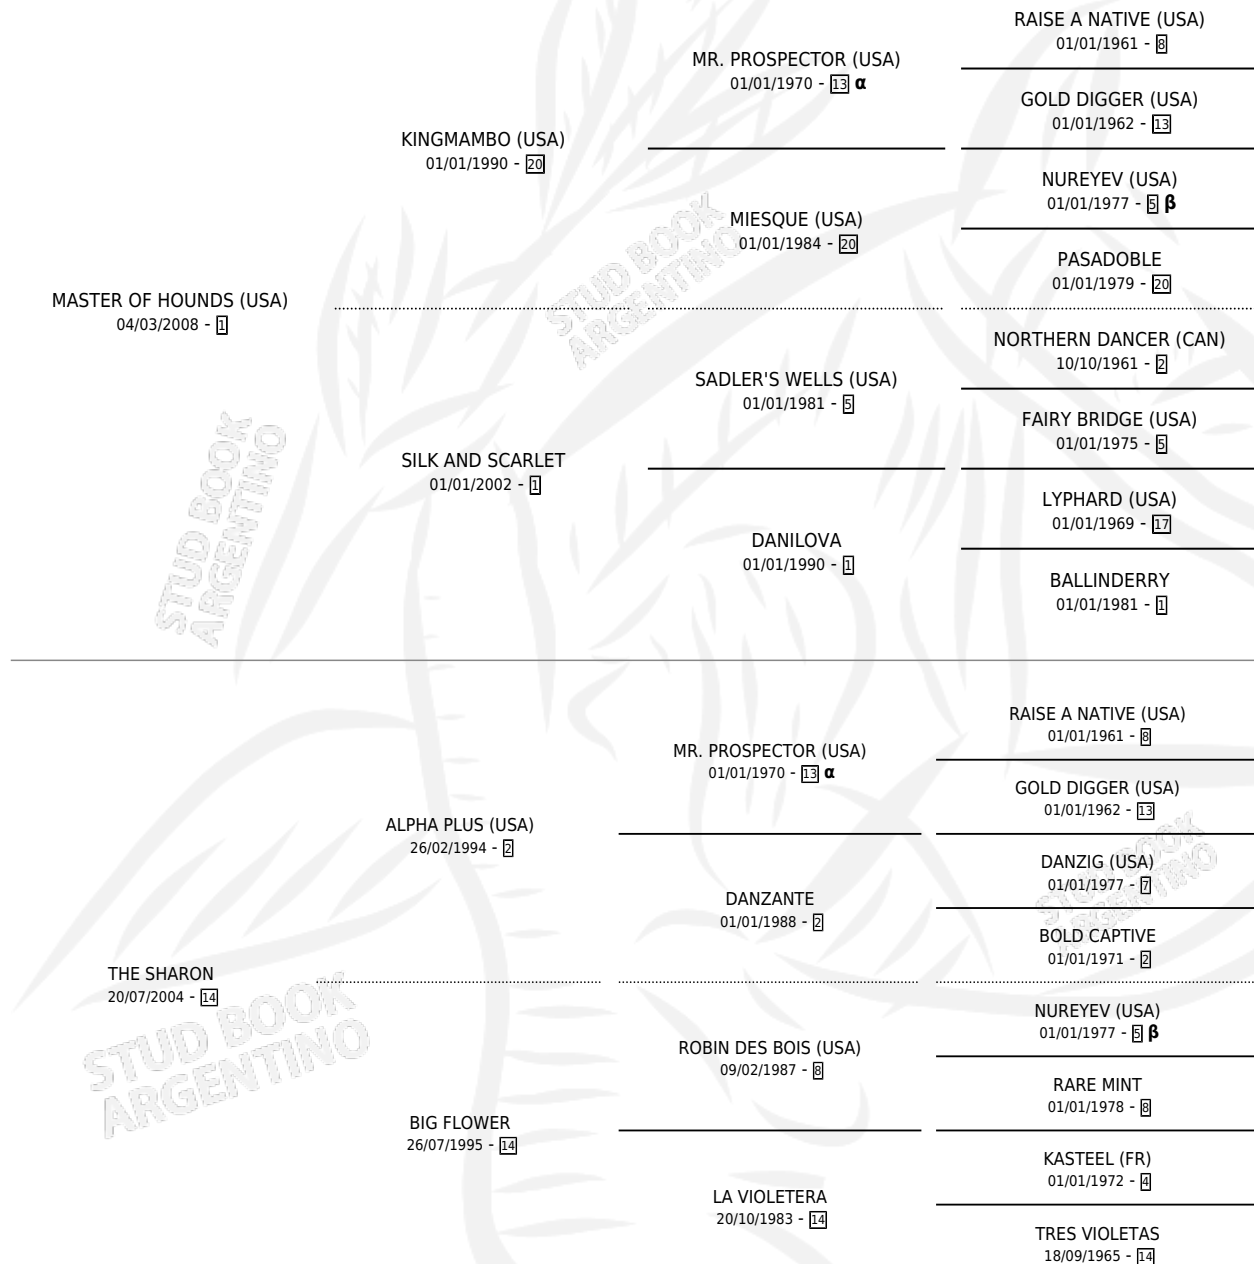 RAISE A NATIVE (USA)
01/01/1961 - 8
MR. PROSPECTOR (USA)
01/01/1970 - 13 α
GOLD DIGGER (USA)
01/01/1962 - 13
KINGMAMBO (USA)
01/01/1990 - 20
NUREYEV (USA)
01/01/1977 - 5 β
MIESQUE (USA)
01/01/1984 - 20
PASADOBLE
01/01/1979 - 20
MASTER OF HOUNDS (USA)
04/03/2008 - 1
NORTHERN DANCER (CAN)
10/10/1961 - 2
SADLER'S WELLS (USA)
01/01/1981 - 5
FAIRY BRIDGE (USA)
01/01/1975 - 5
SILK AND SCARLET
01/01/2002 - 1
LYPHARD (USA)
01/01/1969 - 17
DANILOVA
01/01/1990 - 1
BALLINDERRY
01/01/1981 - 1
STUD BOOK
ARGENTINO
STUD BOOK
ARGENTINO
RAISE A NATIVE (USA)
01/01/1961 - 8
MR. PROSPECTOR (USA)
01/01/1970 - 13 α
GOLD DIGGER (USA)
01/01/1962 - 13
ALPHA PLUS (USA)
26/02/1994 - 2
DANZIG (USA)
01/01/1977 - 7
DANZANTE
01/01/1988 - 2
BOLD CAPTIVE
01/01/1971 - 2
THE SHARON
20/07/2004 - 14
NUREYEV (USA)
01/01/1977 - 5 β
ROBIN DES BOIS (USA)
09/02/1987 - 8
RARE MINT
01/01/1978 - 8
BIG FLOWER
26/07/1995 - 14
KASTEEL (FR)
01/01/1972 - 4
LA VIOLETERA
20/10/1983 - 14
TRES VIOLETAS
18/09/1965 - 14
STUD BOOK
ARGENTINO
STUD BOOK
ARGENTINO